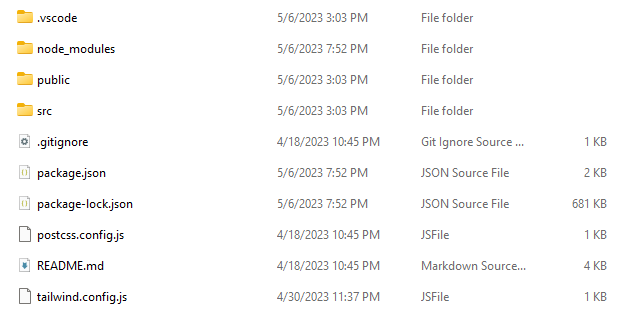 .vscode 5/6/2023 3:03 PM File folder
node_modules 5/6/2023 7:52 PM File folder
public 5/6/2023 3:03 PM File folder
src 5/6/2023 3:03 PM File folder
.gitignore 4/18/2023 10:45 PM Git Ignore Source ... 1 KB
package.json 5/6/2023 7:52 PM JSON Source File 2 KB
package-lock.json 5/6/2023 7:52 PM JSON Source File 681 KB
postcss.config.js 4/18/2023 10:45 PM JSFile 1 KB
README.md 4/18/2023 10:45 PM Markdown Source... 4 KB
tailwind.config.js 4/30/2023 11:37 PM JSFile 1 KB